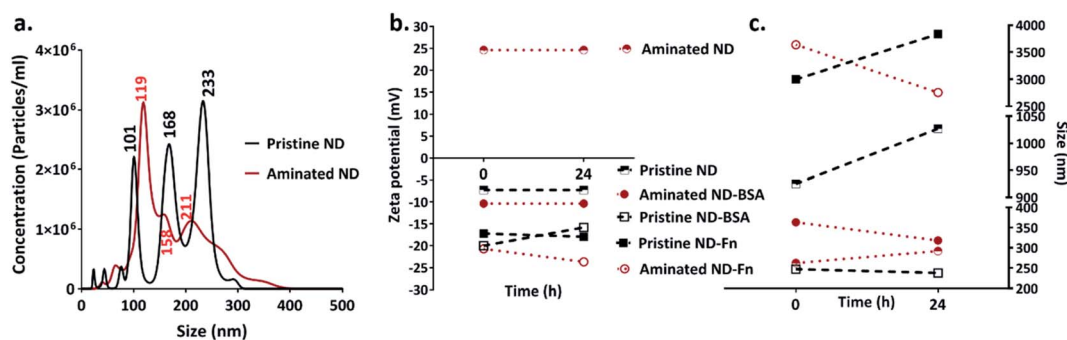 a.
Concentration (Particles/ml)
4×10⁶
3×10⁶
2×10⁶
1×10⁶
0
0 100 200 300 400 500
Size (nm)
101
119
168
158
211
233
Pristine ND
Aminated ND
b.
Zeta potential (mV)
30
25
20
15
10
5
0
-5
-10
-15
-20
-25
-30
0 24
Time (h)
Aminated ND
Pristine ND
Aminated ND-BSA
Pristine ND-BSA
Pristine ND-Fn
Aminated ND-Fn
c.
4000
3500
3000
2500
1050
1000
950
900
400
350
300
250
200
Size (nm)
0 24
Time (h)